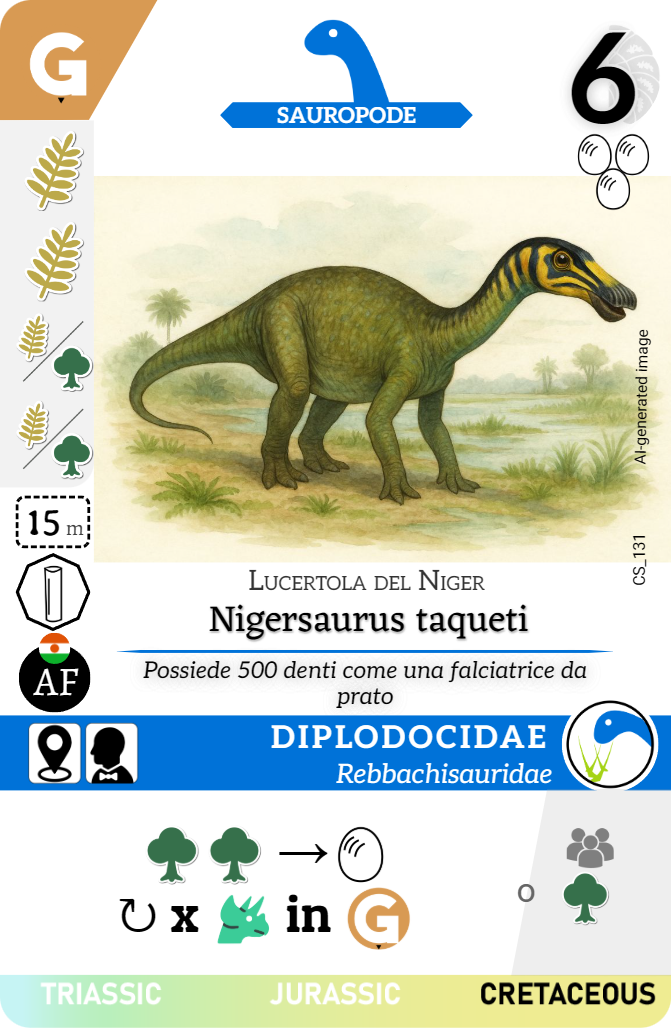 G
SAUROPODE
6
15 m
AF
AI-generated image
CS_131
Lucertola del Niger
Nigersaurus taqueti
Possiede 500 denti come una falciatrice da
prato
DIPLODOCIDAE
Rebbachisauridae
x in G
o
TRIASSIC JURASSIC CRETACEOUS